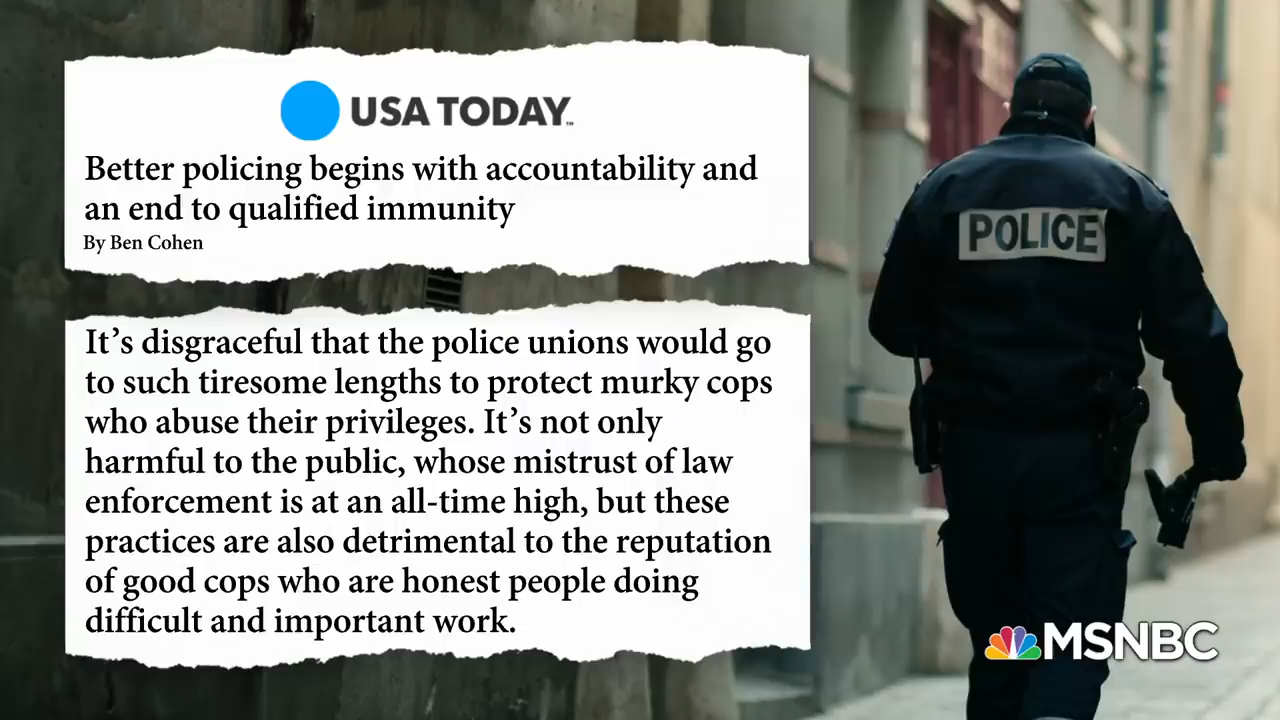 USA TODAY
Better policing begins with accountability and
an end to qualified immunity
By Ben Cohen
It’s disgraceful that the police unions would go
to such tiresome lengths to protect murky cops
who abuse their privileges. It’s not only
harmful to the public, whose mistrust of law
enforcement is at an all-time high, but these
practices are also detrimental to the reputation
of good cops who are honest people doing
difficult and important work.
POLICE
MSNBC